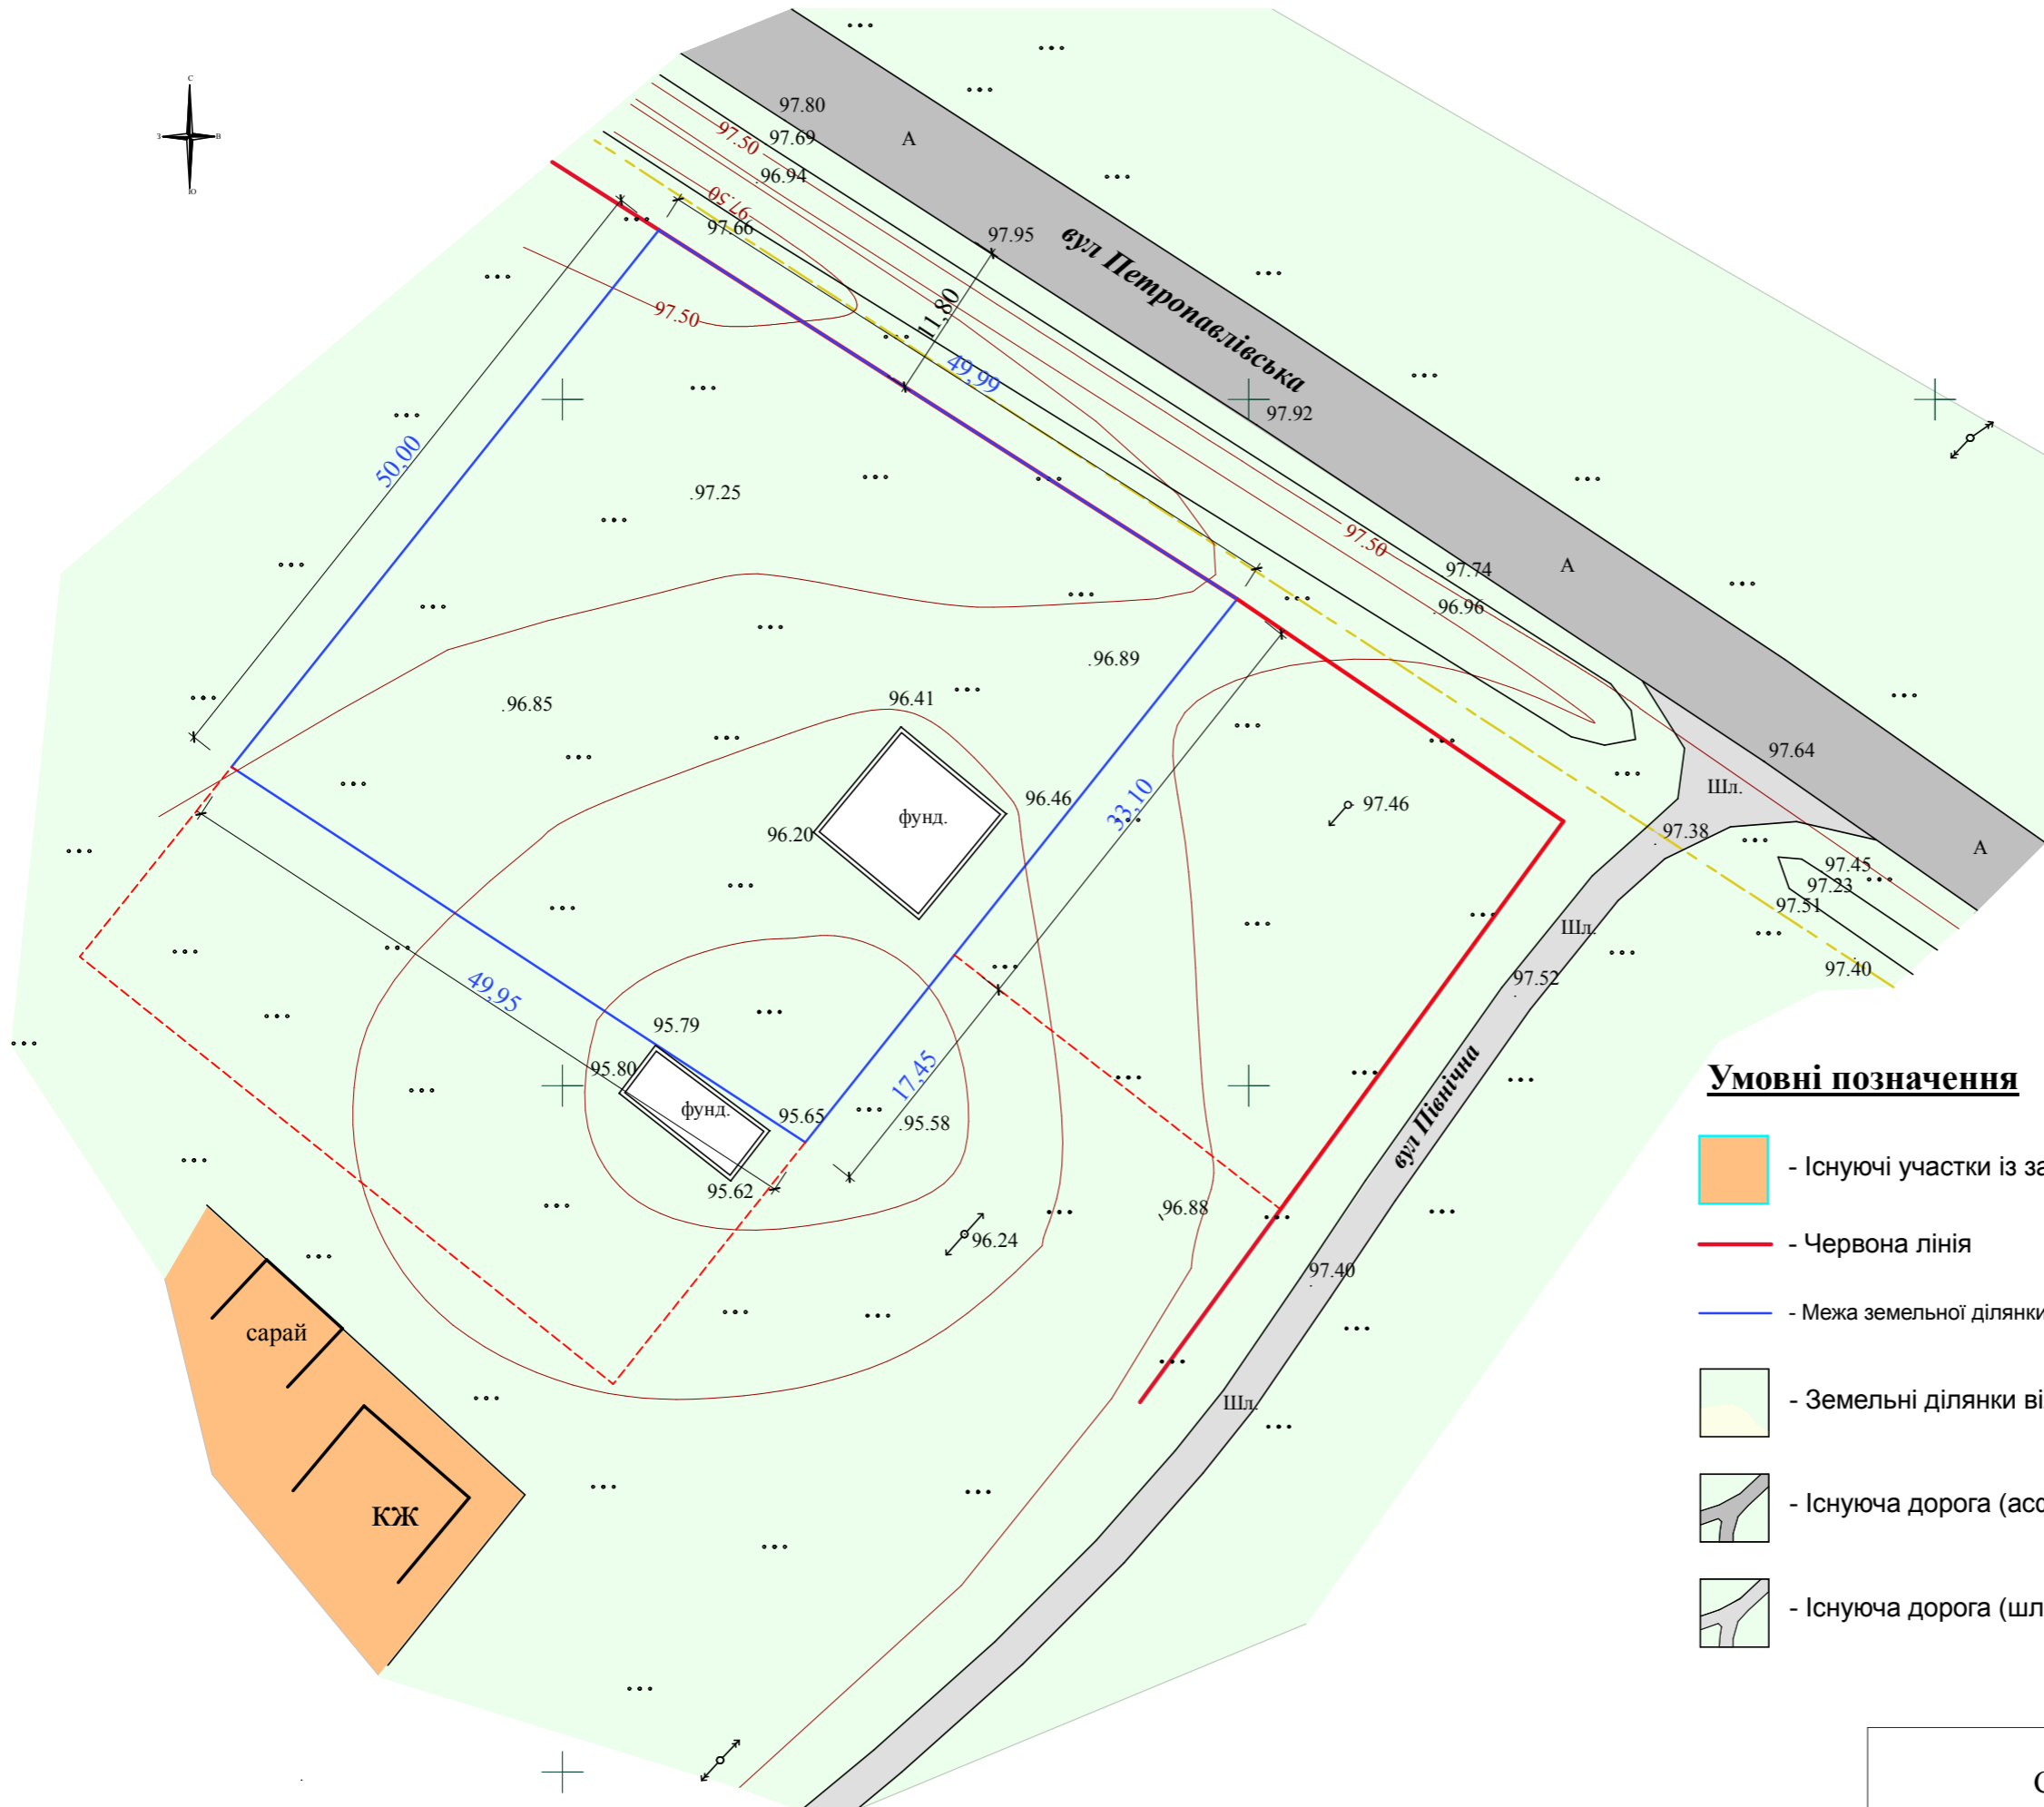 С
З
В
Ю
97.80
А
97.69
97.50
.96.94
97.50
97.66
97.95
вул Петропавлівська
97.50
11,80
49,99
97.92
50,00
.97.25
97.50
97.74
А
.96.96
.96.89
.96.85
96.41
97.64
Шл.
96.46
33,10
97.46
фунд.
96.20
97.38
А
97.45
97.23
97.51
Шл.
97.40
97.52
49,95
95.79
95.80
фунд.
95.65
17,45
.95.58
вул Північна
95.62
96.88
96.24
97.40
сарай
Шл.
КЖ
Умовні позначення
- Існуючі участки із за
- Червона лінія
- Межа земельної ділянки
- Земельні ділянки ві
- Існуюча дорога (ас
- Існуюча дорога (шл
С